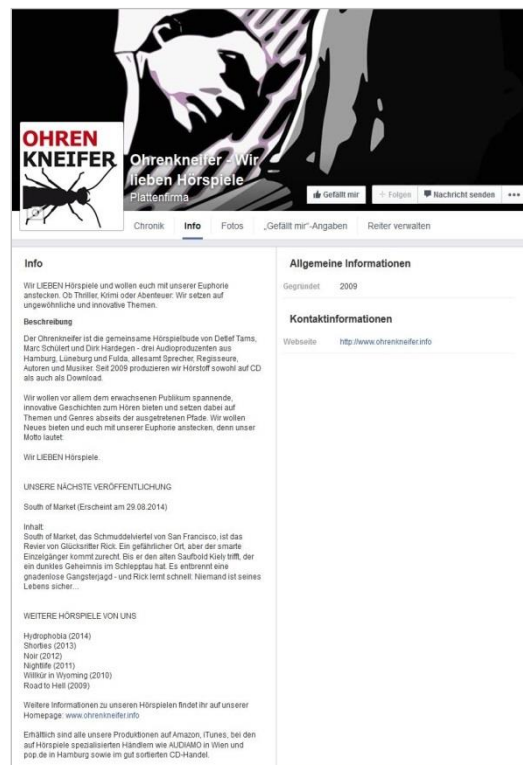 OHREN
KNEIFER
Ohrenkneifer - Wir
lieben Hörspiele
Plattenfirma
Gefällt mir
+ Folgen
Nachricht senden
Chronik
Info
Fotos
„Gefällt mir“-Angaben
Reiter verwalten
Info
Wir LIEBEN Hörspiele und wollen euch mit unserer Euphorie
anstecken. Ob Thriller, Krimi oder Abenteuer: Wir setzen auf
ungewöhnliche und innovative Themen.
Beschreibung
Der Ohrenkneifer ist die gemeinsame Hörspielbude von Detlef Tams,
Marc Schülert und Dirk Hardegen - drei Audioproduzenten aus
Hamburg, Lüneburg und Fulda, allesamt Sprecher, Regisseure,
Autoren und Musiker. Seit 2009 produzieren wir Hörstoff sowohl auf CD
als auch als Download.
Wir wollen vor allem dem erwachsenen Publikum spannende,
innovative Geschichten zum Hören bieten und setzen dabei auf
Themen und Genres abseits der ausgetretenen Pfade. Wir wollen
Neues bieten und euch mit unserer Euphorie anstecken, denn unser
Motto lautet:
Wir LIEBEN Hörspiele.
UNSERE NÄCHSTE VERÖFFENTLICHUNG
South of Market (Erscheint am 29.08.2014)
Inhalt:
South of Market, das Schmuddelviertel von San Francisco, ist das
Revier von Glücksritter Rick. Ein gefährlicher Ort, aber der smarte
Einzelgänger kommt zurecht. Bis er den alten Saufbold Kiely trifft, der
ein dunkles Geheimnis im Schlepptau hat. Es entbrennt eine
gnadenlose Gangsterjagd - und Rick lernt schnell: Niemand ist seines
Lebens sicher...
WEITERE HÖRSPIELE VON UNS
Hydrophobia (2014)
Shorties (2013)
Noir (2012)
Nightlife (2011)
Willkür in Wyoming (2010)
Road to Hell (2009)
Weitere Informationen zu unseren Hörspielen findet ihr auf unserer
Homepage: www.ohrenkneifer.info
Erhältlich sind alle unsere Produktionen auf Amazon, iTunes, bei den
auf Hörspiele spezialisierten Händlern wie AUDIAMO in Wien und
pop.de in Hamburg sowie im gut sortierten CD-Handel.
Allgemeine Informationen
Gegründet 2009
Kontaktinformationen
Webseite http://www.ohrenkneifer.info